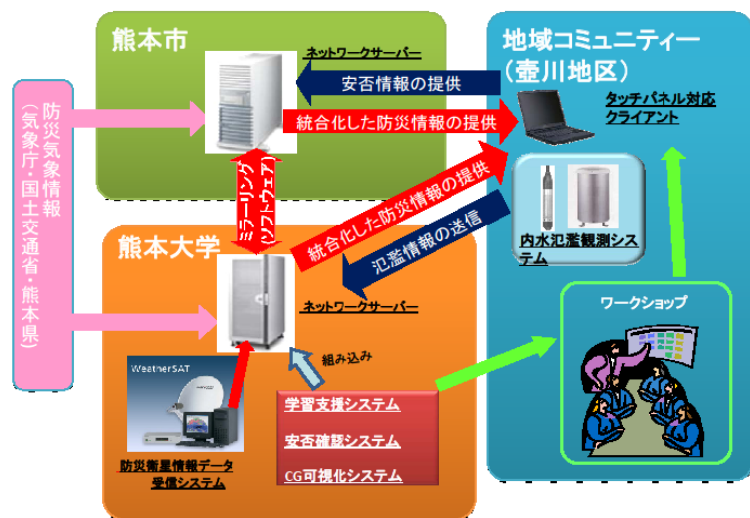 熊本市
ネットワークサーバー
地域コミュニティー
(壺川地区)
安否情報の提供
統合化した防災情報の提供
タッチパネル対応
クライアント
防災気象情報
(気象庁・国土交通省・熊本県)
ミラーリング
(ソフトウェア)
統合化した防災情報の提供
氾濫情報の送信
内水氾濫観測シス
テム
熊本大学
ネットワークサーバー
ワークショップ
組み込み
WeatherSAT
学習支援システム
安否確認システム
CG可視化システム
防災衛星情報データ
受信システム